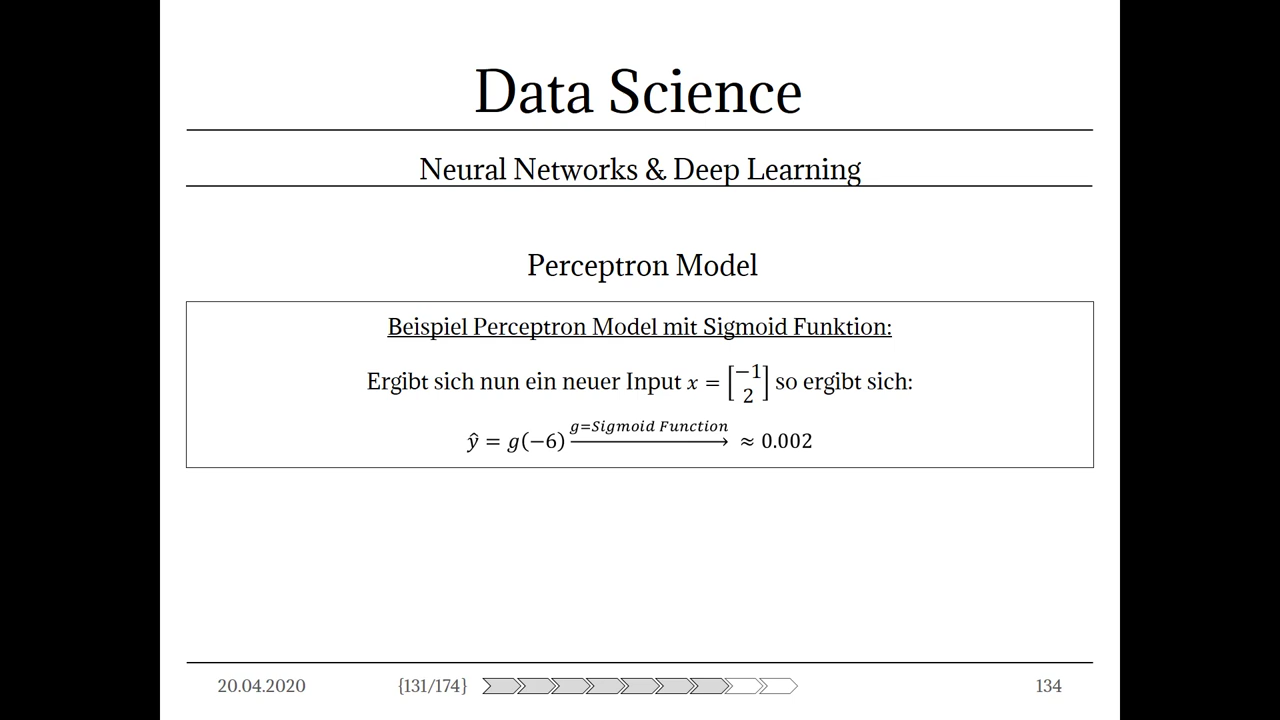 Data Science
Neural Networks & Deep Learning
Perceptron Model
Beispiel Perceptron Model mit Sigmoid Funktion:
Ergibt sich nun ein neuer Input x = [−1 2] so ergibt sich:
ŷ = g(−6) g=Sigmoid Function → ≈ 0.002
20.04.2020 {131/174} 134